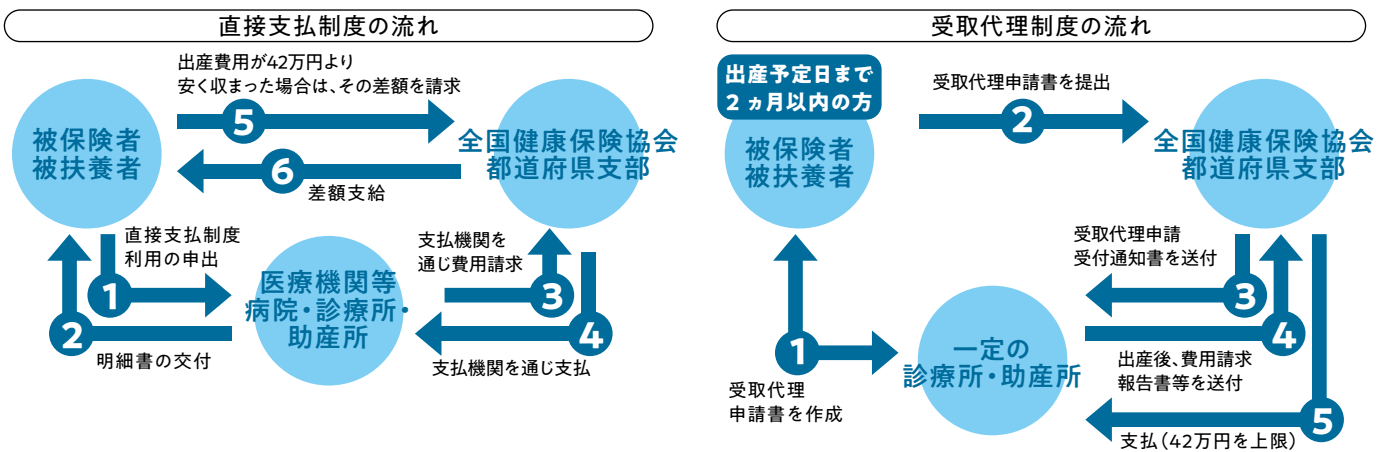 直接支払制度の流れ
出産費用が42万円より
安く収まった場合は、その差額を請求
5
被保険者
被扶養者
全国健康保険協会
都道府県支部
6
差額支給
直接支払制度
利用の申出
1
2
明細書の交付
医療機関等
病院・診療所・
助産所
支払機関を
通じ費用請求
3
4
支払機関を通じ支払
受取代理制度の流れ
出産予定日まで
2ヵ月以内の方
被保険者
被扶養者
受取代理申請書を提出
2
全国健康保険協会
都道府県支部
1
受取代理
申請書を作成
一定の
診療所・助産所
受取代理申請
受付通知書を送付
3
4
出産後、費用請求
報告書等を送付
5
支払(42万円を上限)